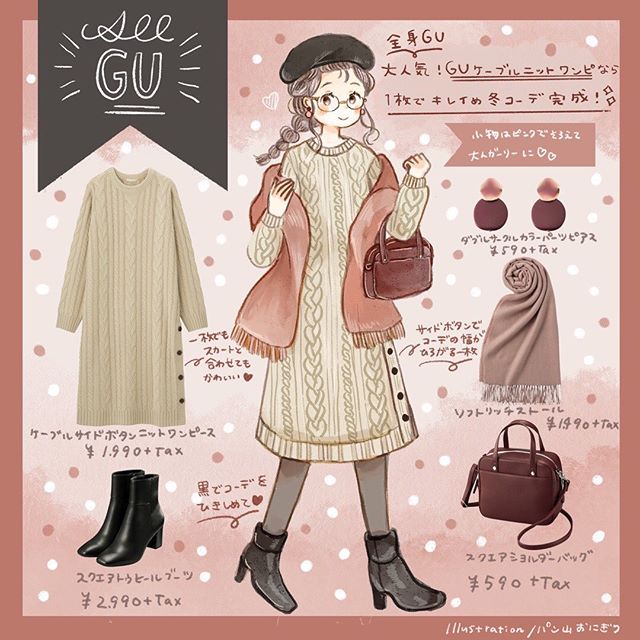 see
GU
全身GU
大人気！GUケーブルニットワンピなら
1枚でキレイめ冬コーデ完成！
小物はピンクでそろえて
大人ガーリーに♡♡
ダブルサークルカラーパーツピアス
¥590+Tax
一枚でも
スカートと
合わせても
かわいい♥
サイドボタンで
コーデの幅が
ひろがる一枚
ソフトリッチストール
¥1,490+Tax
ケーブルサイドボタンニットワンピース
¥1,990+Tax
黒でコーデを
ひきしめて♥
スクエアトゥヒールブーツ
¥2,990+Tax
スクエアショルダーバッグ
¥590+Tax
Illustration/パン山おにぎり